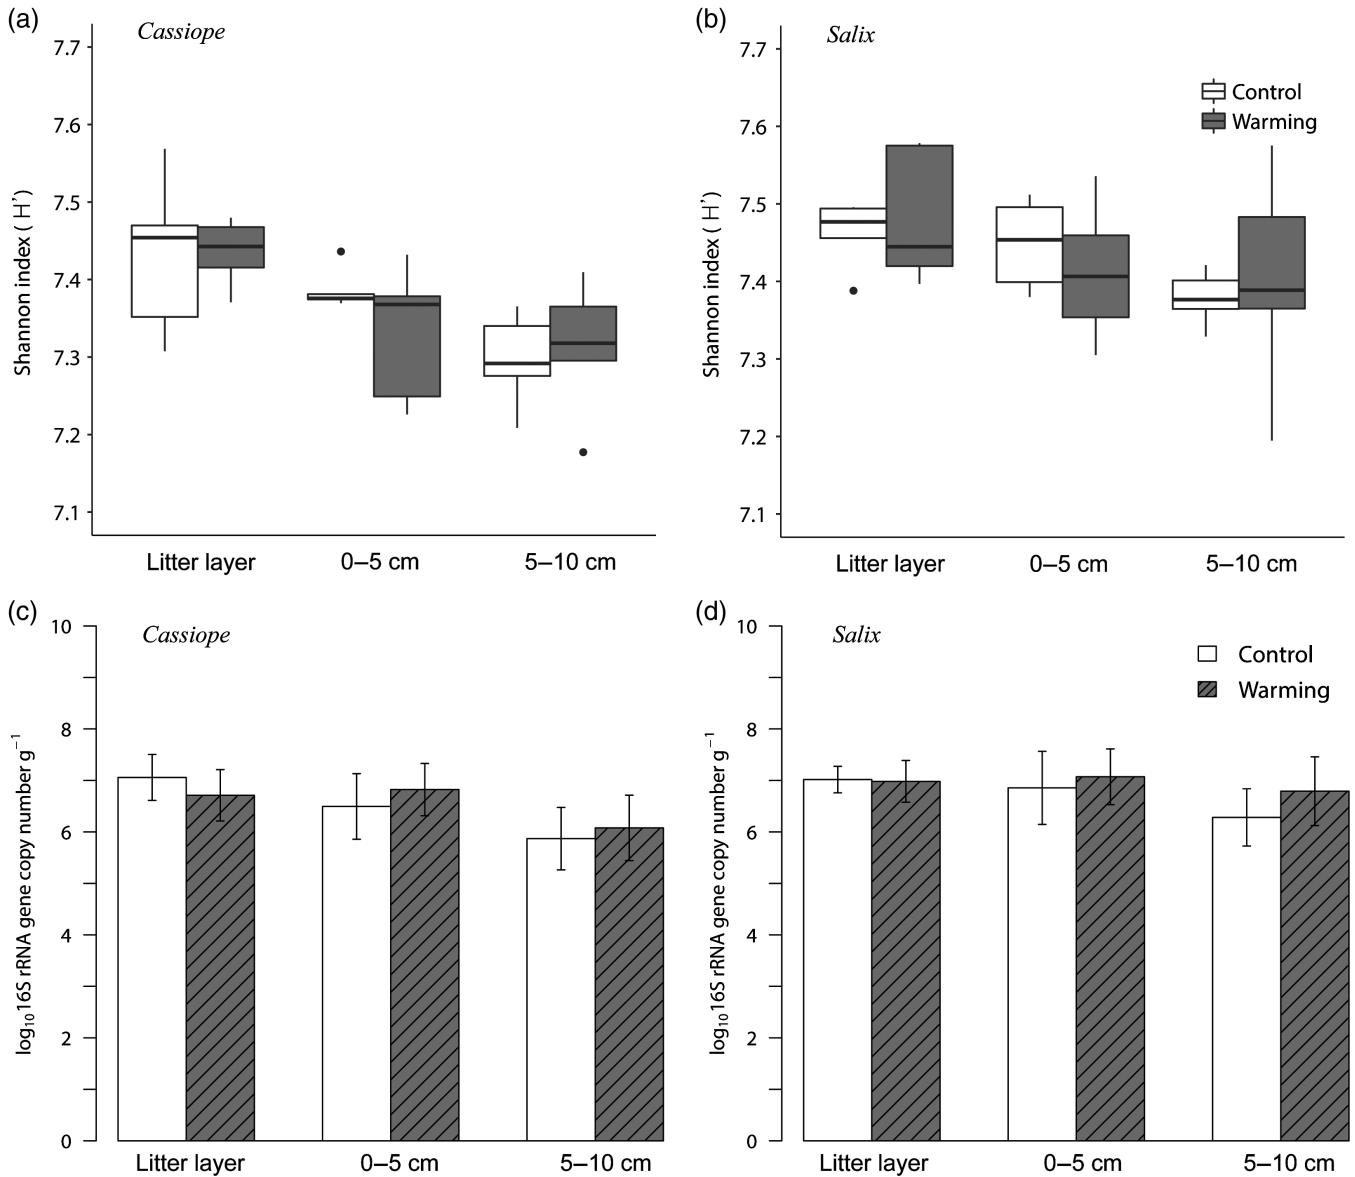 (a)
Cassiope
7.7
7.6
7.5
7.4
7.3
7.2
7.1
Shannon index ( H’)
Litter layer 0–5 cm 5–10 cm
(b)
Salix
Control
Warming
7.7
7.6
7.5
7.4
7.3
7.2
7.1
Shannon index ( H’)
Litter layer 0–5 cm 5–10 cm
(c)
Cassiope
10
8
6
4
2
0
log₁₀ 16S rRNA gene copy number g⁻¹
Litter layer 0–5 cm 5–10 cm
(d)
Salix
Control
Warming
10
8
6
4
2
0
log₁₀ 16S rRNA gene copy number g⁻¹
Litter layer 0–5 cm 5–10 cm